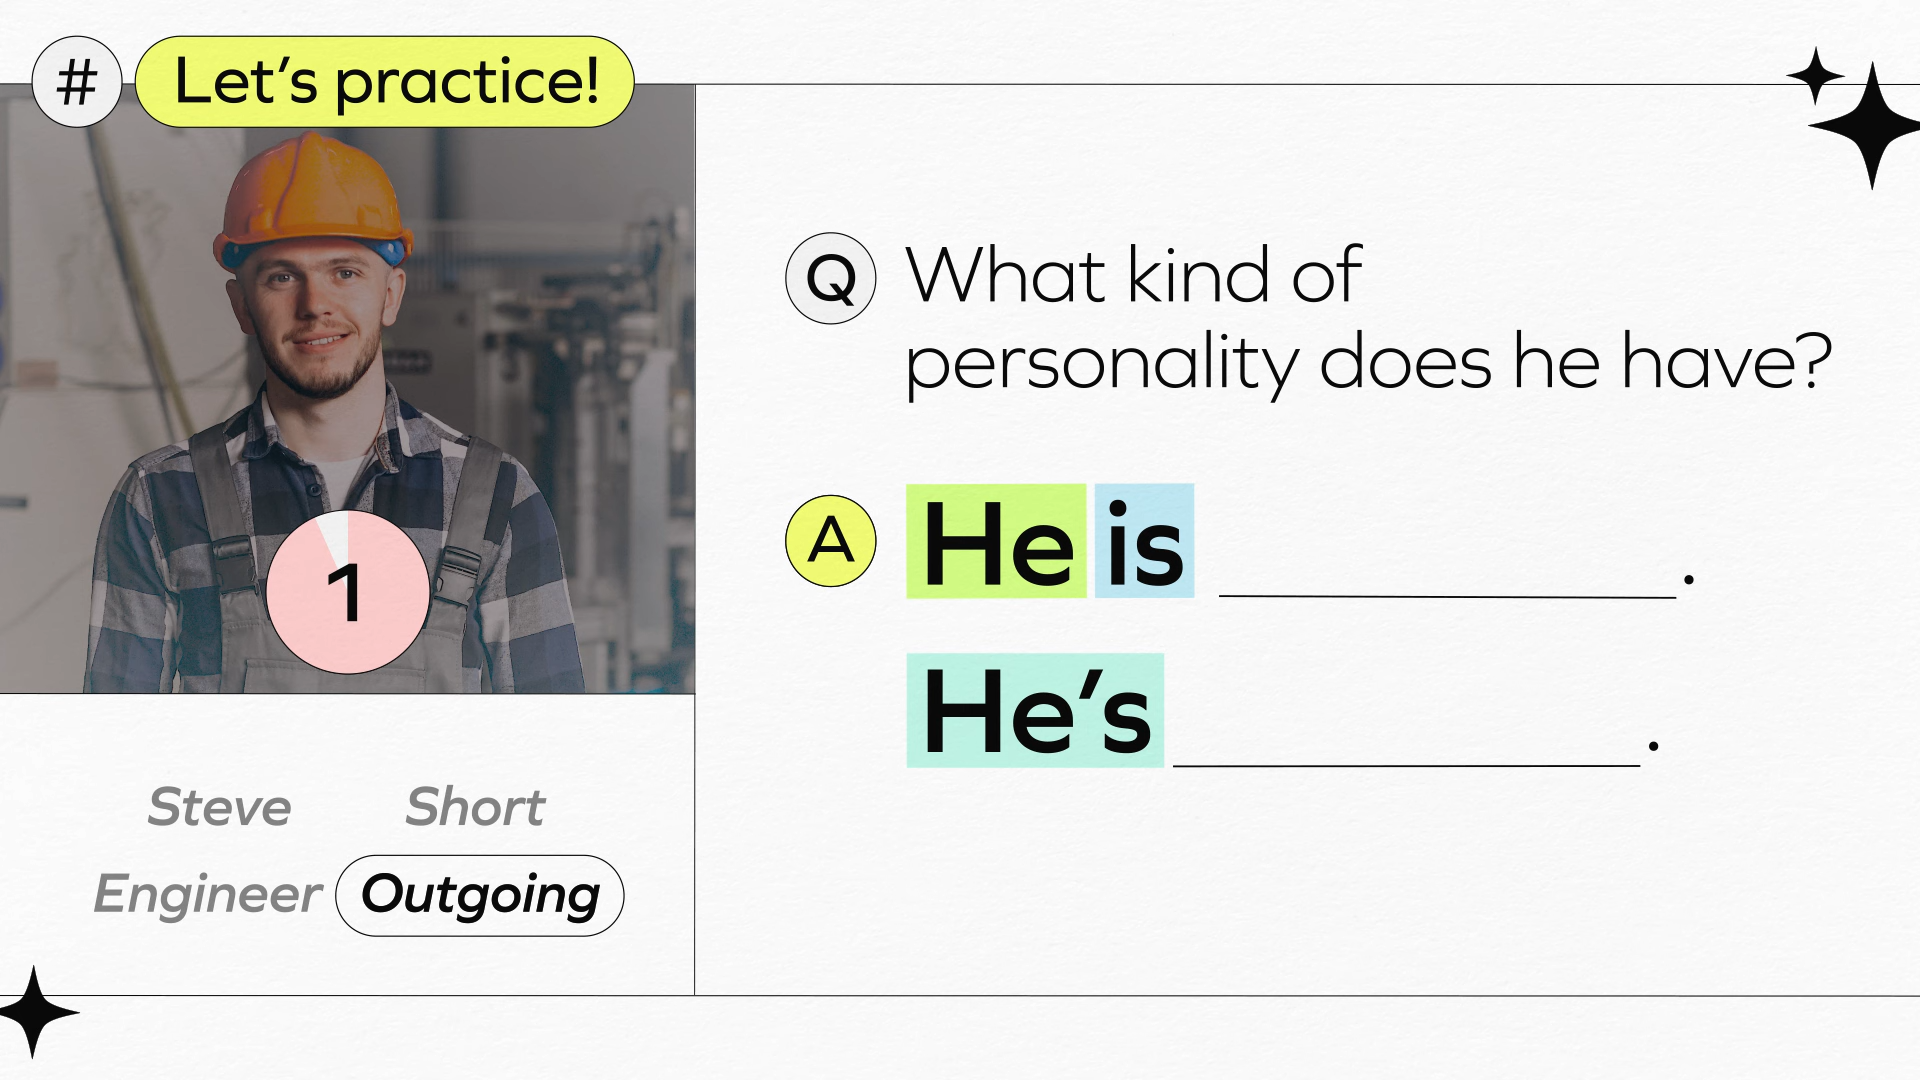 # Let’s practice!
1
Steve Short
Engineer Outgoing
Q What kind of
personality does he have?
A He is ____________.
He’s ____________.